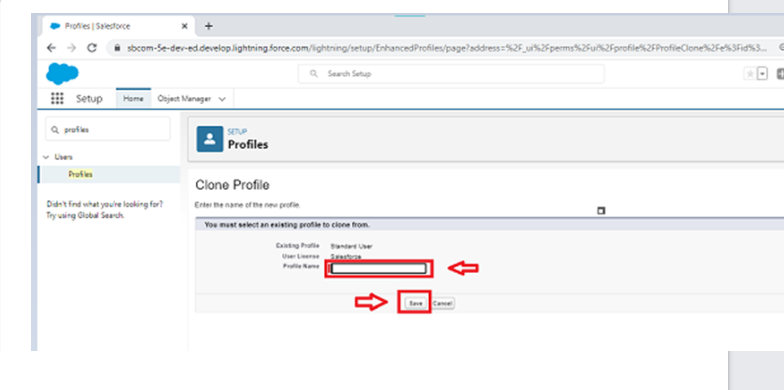 Profiles | Salesforce
sbcom-5e-dev-ed.develop.lightning.force.com/lightning/setup/EnhancedProfiles/page?address=%2F_ui%2Fperms%2Fui%2Fprofile%2FProfileClone%2Fe%3Fid%3...
Search Setup
Setup Home Object Manager
profiles
Users
Profiles
Didn't find what you're looking for?
Try using Global Search.
SETUP
Profiles
Clone Profile
Enter the name of the new profile.
You must select an existing profile to clone from.
Existing Profile Standard User
User License Salesforce
Profile Name
Save Cancel